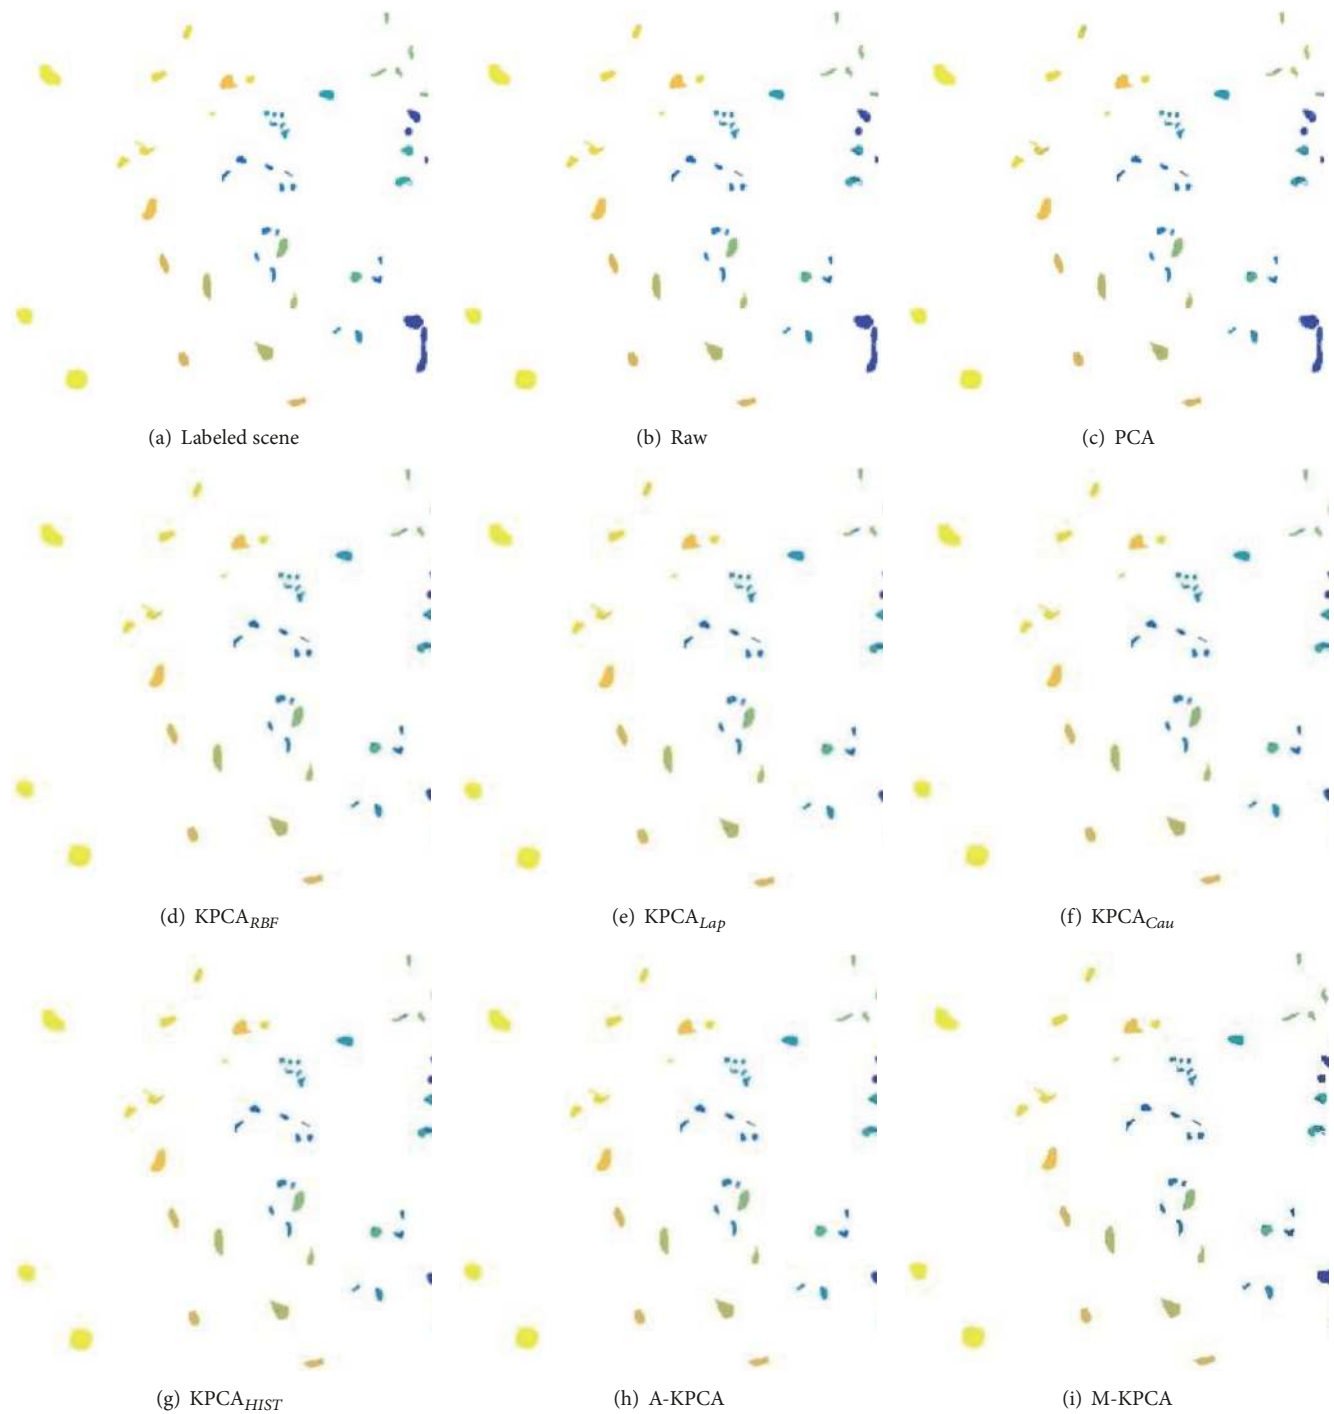 (a) Labeled scene
(b) Raw
(c) PCA
(d) KPCA_RBF
(e) KPCA_Lap
(f) KPCA_Cau
(g) KPCA_HIST
(h) A-KPCA
(i) M-KPCA